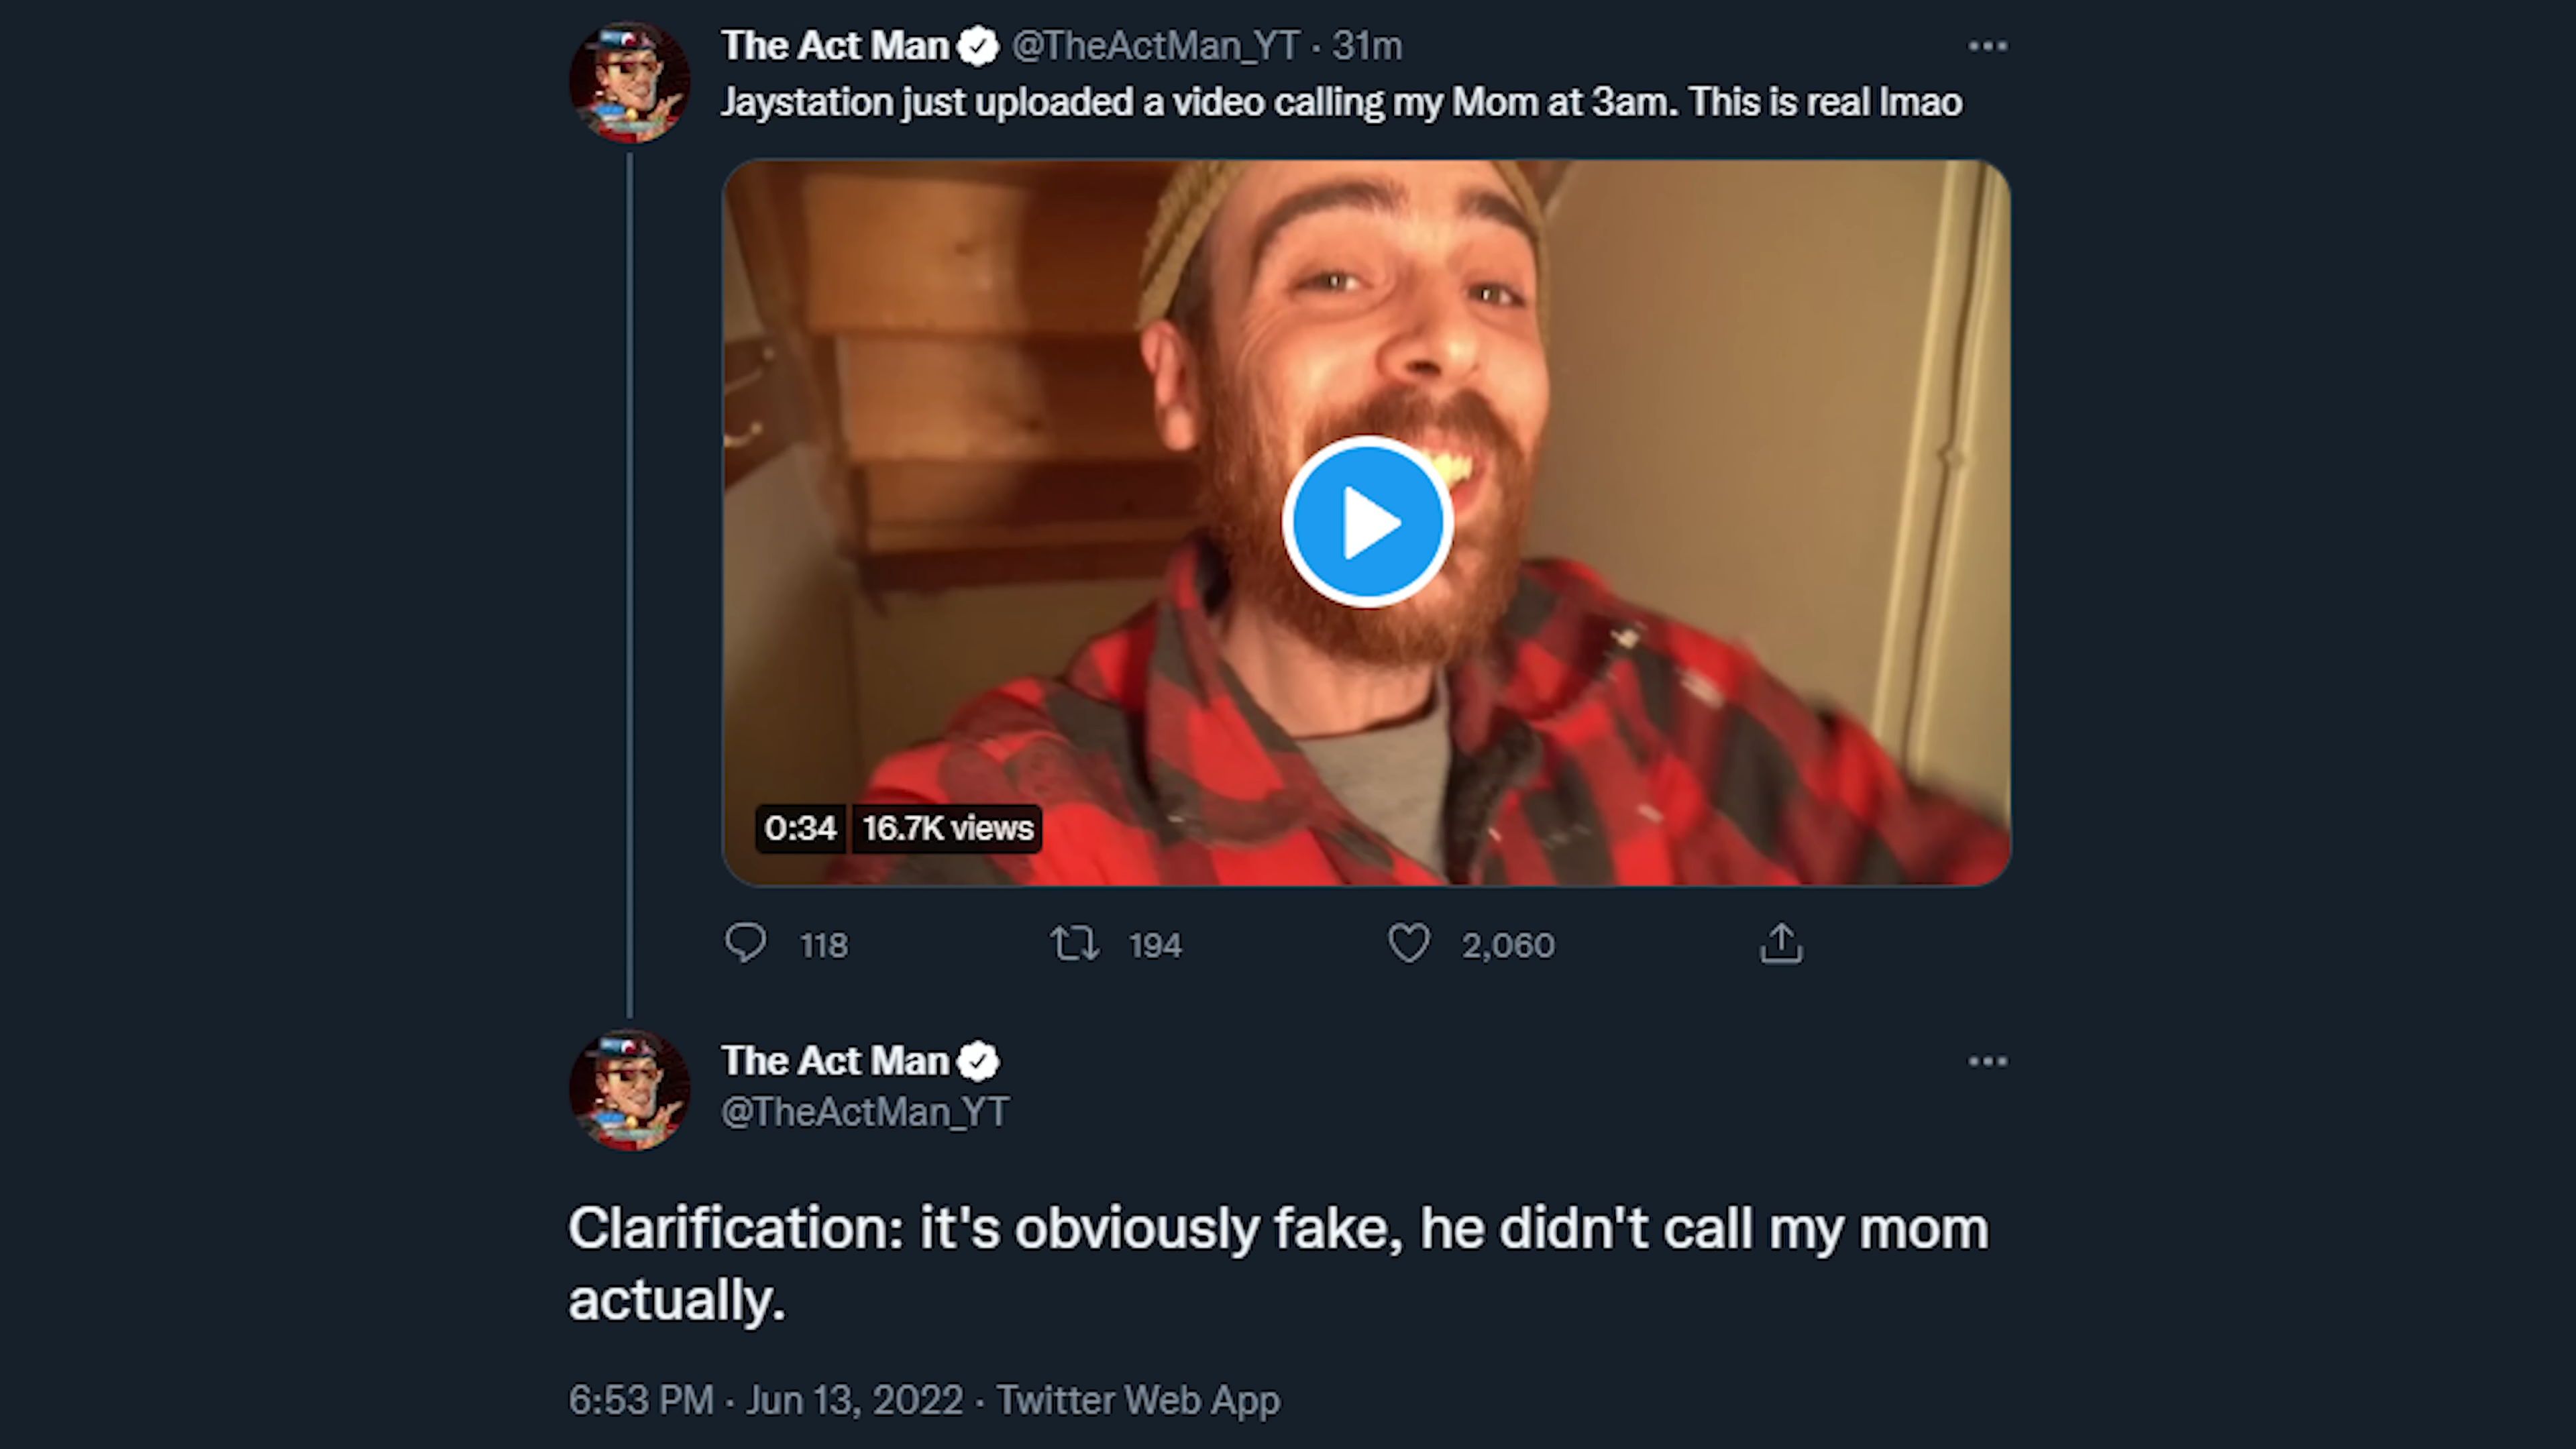 The Act Man @TheActMan_YT · 31m
Jaystation just uploaded a video calling my Mom at 3am. This is real lmao
0:34 16.7K views
118 194 2,060
The Act Man
@TheActMan_YT
Clarification: it's obviously fake, he didn't call my mom
actually.
6:53 PM · Jun 13, 2022 · Twitter Web App